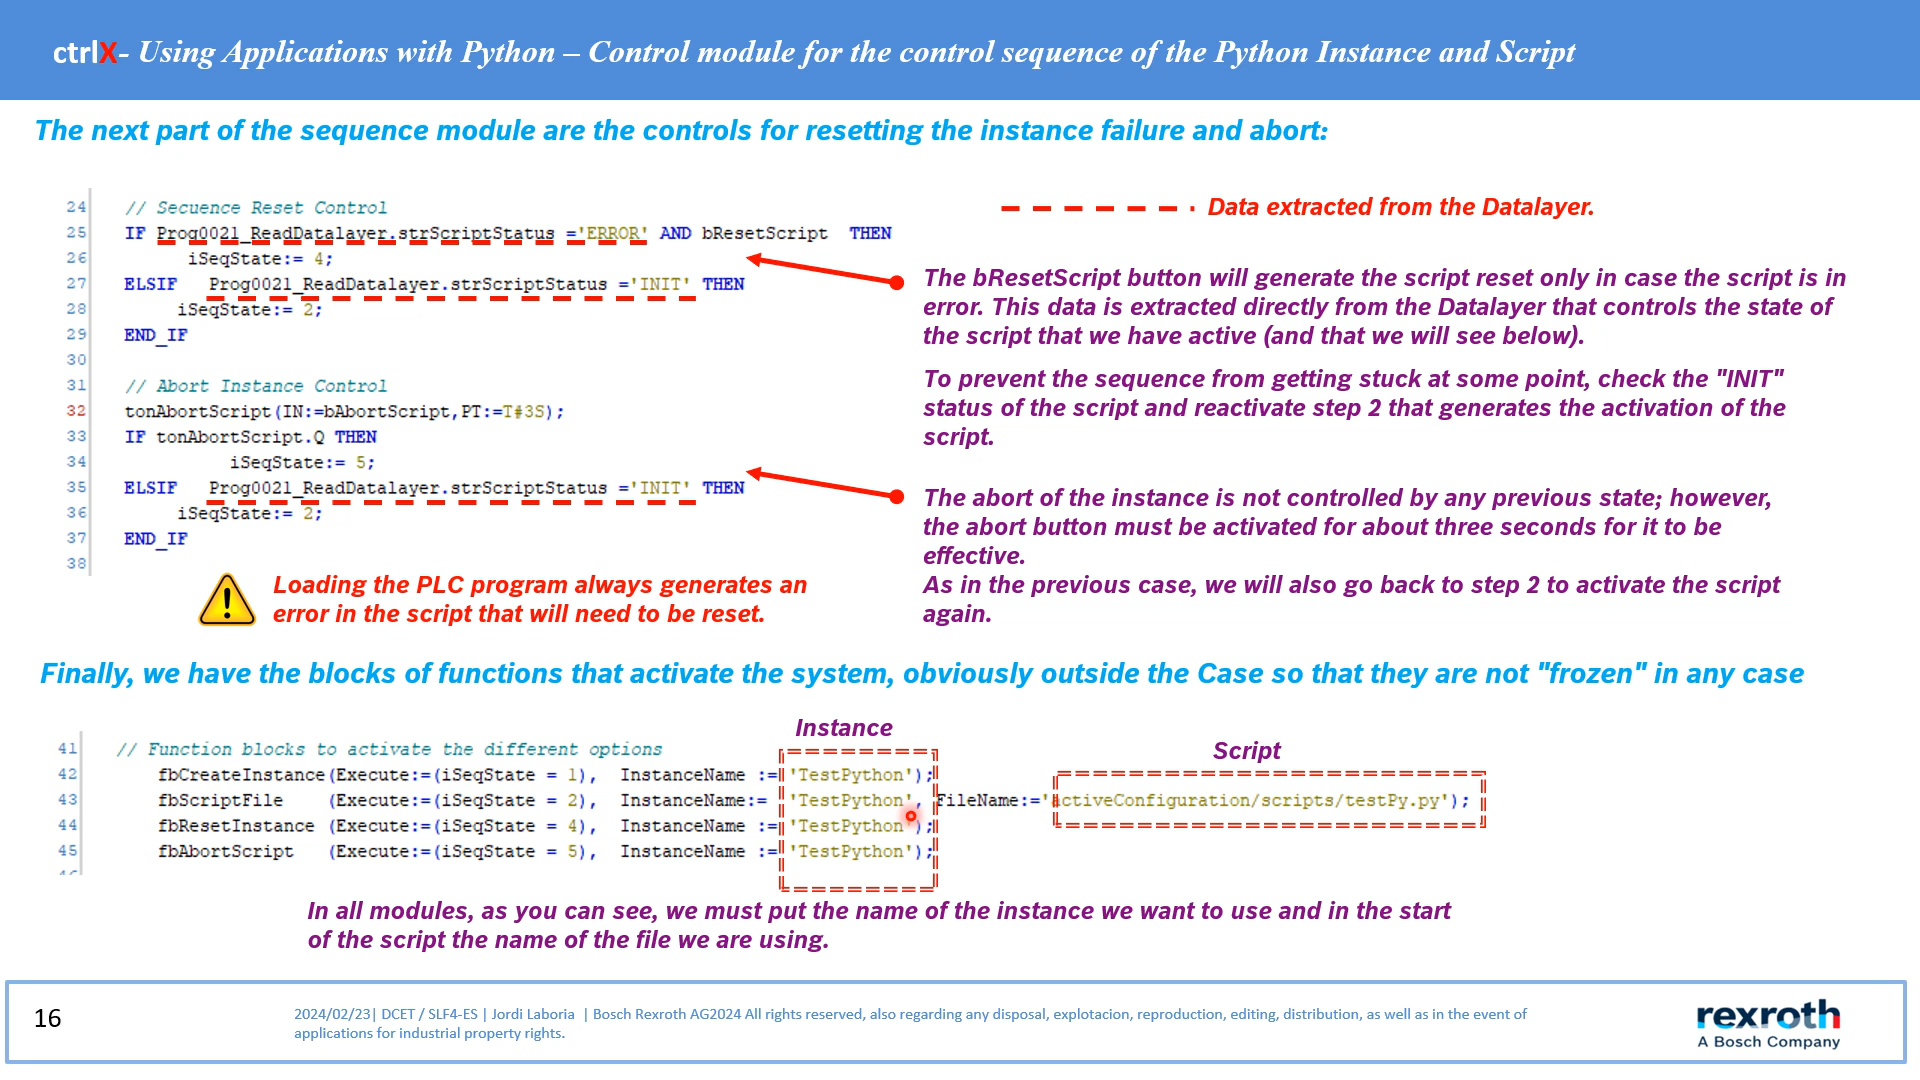 ctrlX- Using Applications with Python – Control module for the control sequence of the Python Instance and Script
The next part of the sequence module are the controls for resetting the instance failure and abort:
24 // Secuence Reset Control
25 IF Prog0021_ReadDatalayer.strScriptStatus ='ERROR' AND bResetScript THEN
26 iSeqState:= 4;
27 ELSIF Prog0021_ReadDatalayer.strScriptStatus ='INIT' THEN
28 iSeqState:= 2;
29 END_IF
30
31 // Abort Instance Control
32 tonAbortScript(IN:=bAbortScript,PT:=T#3S);
33 IF tonAbortScript.Q THEN
34 iSeqState:= 5;
35 ELSIF Prog0021_ReadDatalayer.strScriptStatus ='INIT' THEN
36 iSeqState:= 2;
37 END_IF
38
Data extracted from the Datalayer.
The bResetScript button will generate the script reset only in case the script is in
error. This data is extracted directly from the Datalayer that controls the state of
the script that we have active (and that we will see below).
To prevent the sequence from getting stuck at some point, check the "INIT"
status of the script and reactivate step 2 that generates the activation of the
script.
The abort of the instance is not controlled by any previous state; however,
the abort button must be activated for about three seconds for it to be
effective.
As in the previous case, we will also go back to step 2 to activate the script
again.
Loading the PLC program always generates an
error in the script that will need to be reset.
Finally, we have the blocks of functions that activate the system, obviously outside the Case so that they are not "frozen" in any case
Instance
Script
41 // Function blocks to activate the different options
42 fbCreateInstance(Execute:=(iSeqState = 1), InstanceName := 'TestPython');
43 fbScriptFile (Execute:=(iSeqState = 2), InstanceName:= 'TestPython', FileName:='activeConfiguration/scripts/testPy.py');
44 fbResetInstance (Execute:=(iSeqState = 4), InstanceName := 'TestPython');
45 fbAbortScript (Execute:=(iSeqState = 5), InstanceName := 'TestPython');
In all modules, as you can see, we must put the name of the instance we want to use and in the start
of the script the name of the file we are using.
16
2024/02/23| DCET / SLF4-ES | Jordi Laboria | Bosch Rexroth AG2024 All rights reserved, also regarding any disposal, explotacion, reproduction, editing, distribution, as well as in the event of
applications for industrial property rights.
rexroth
A Bosch Company